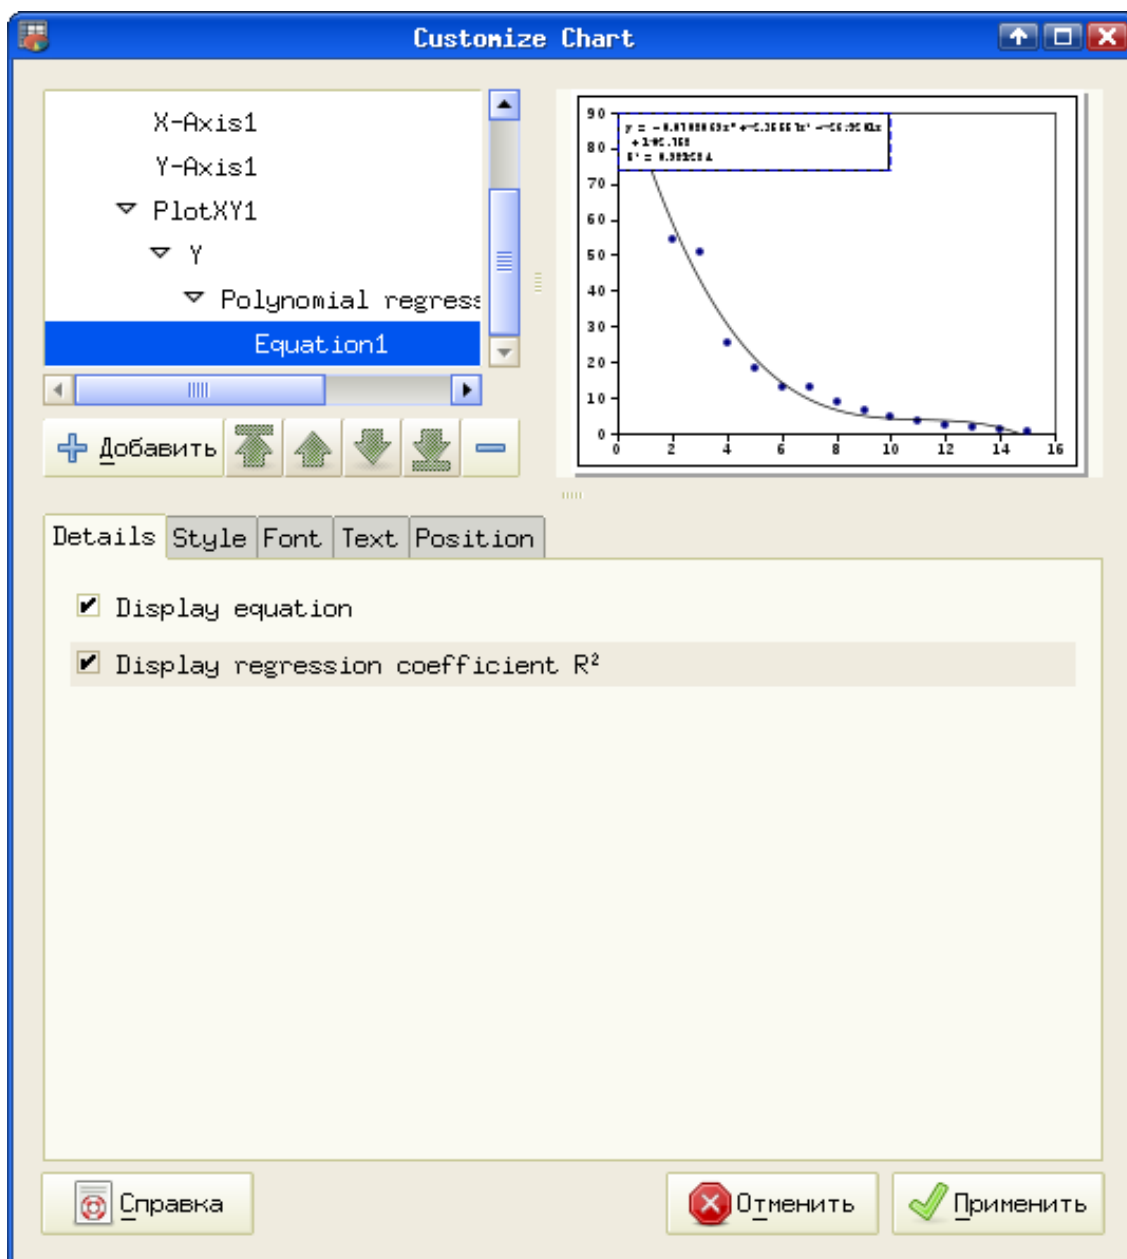 Customize Chart
X-Axis1
Y-Axis1
PlotXY1
Y
Polynomial regress
Equation1
Добавить
90
80
70
60
50
40
30
20
10
0
0 2 4 6 8 10 12 14 16
Details Style Font Text Position
Display equation
Display regression coefficient R²
Справка Отменить Применить